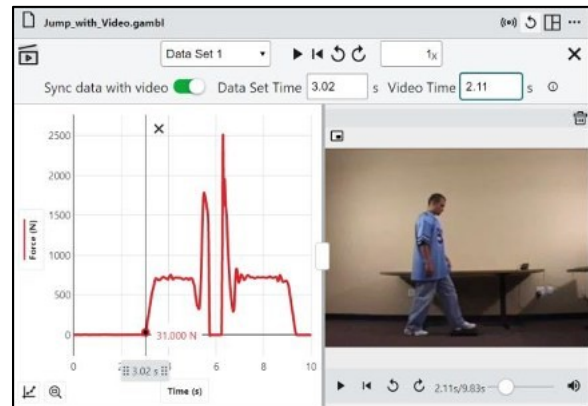 Jump_with_Video.gambl
Data Set 1
1x
Sync data with video
Data Set Time
3.02
s
Video Time
2.11
s
2500
2000
1500
1000
500
0
Force (N)
31.000 N
0
2
3.02 s
6
8
10
Time (s)
2.11s/9.83s